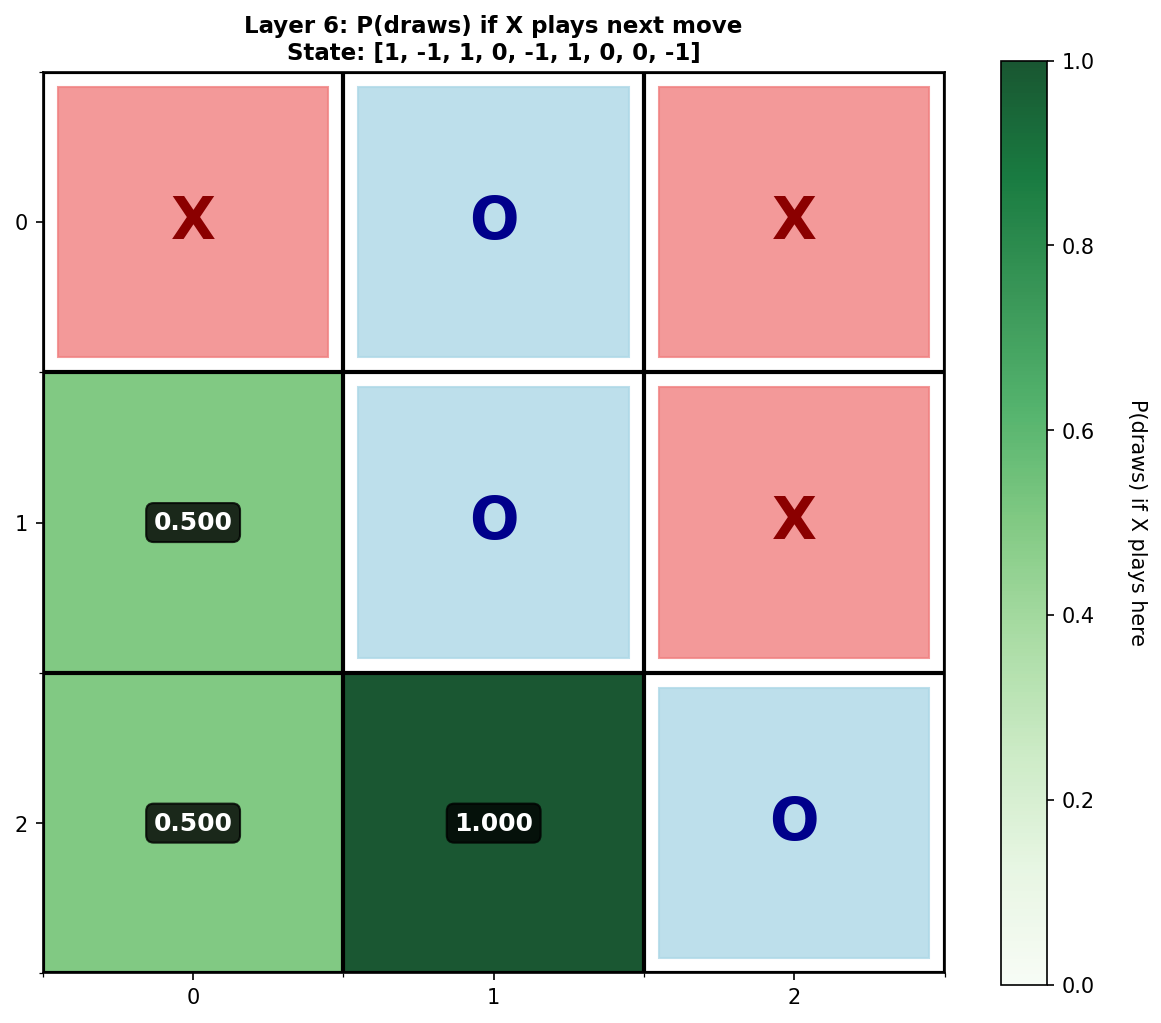 Layer 6: P(draws) if X plays next move
State: [1, -1, 1, 0, -1, 1, 0, 0, -1]
0
X
O
X
1
0.500
O
X
2
0.500
1.000
O
0
1
2
1.0
0.8
0.6
0.4
0.2
0.0
P(draws) if X plays here